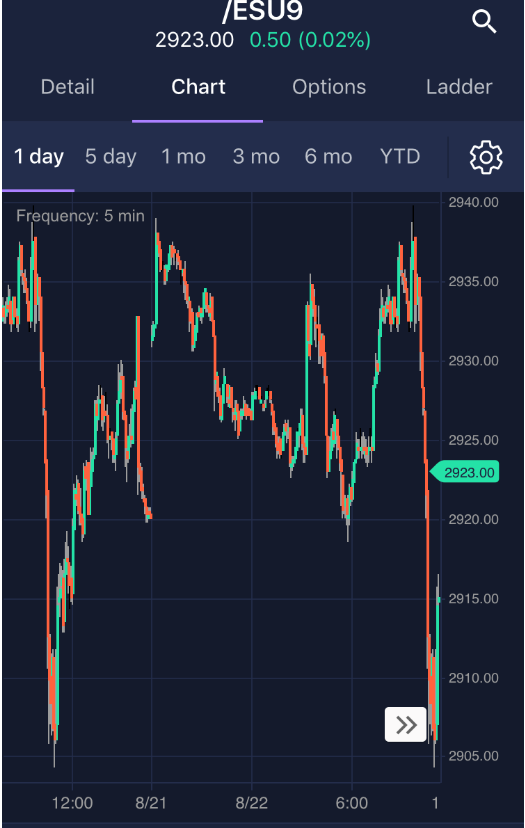 /ESU9
2923.00 0.50 (0.02%)
Detail Chart Options Ladder
1 day 5 day 1 mo 3 mo 6 mo YTD
Frequency: 5 min
2940.00
2935.00
2930.00
2925.00
2923.00
2920.00
2915.00
2910.00
2905.00
12:00 8/21 8/22 6:00 1